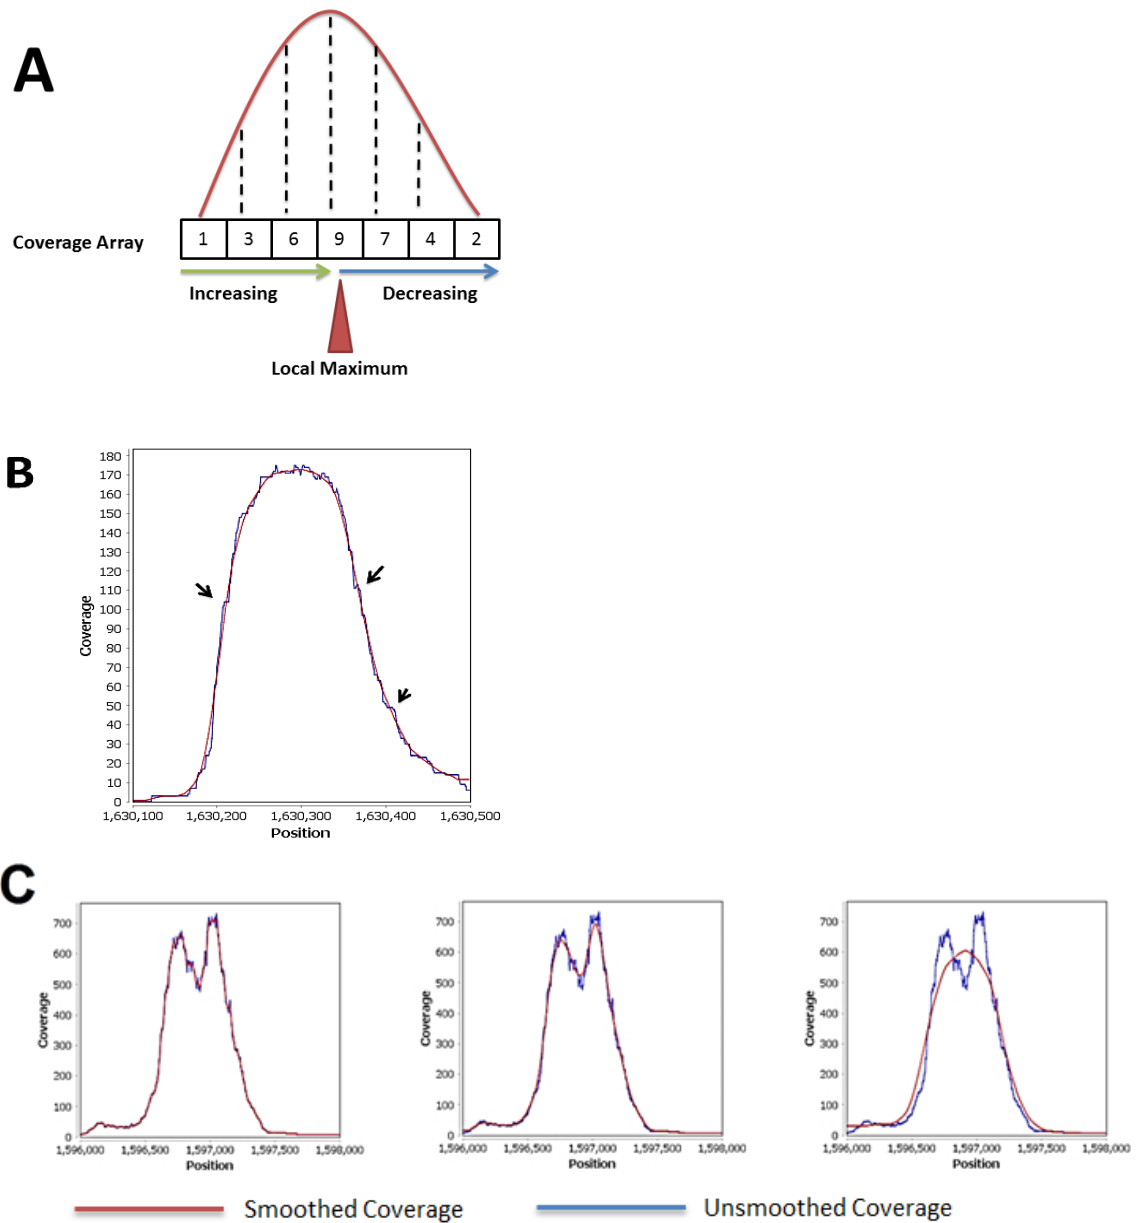 A
Coverage Array
1 3 6 9 7 4 2
Increasing Decreasing
Local Maximum
B
180
170
160
150
140
130
120
110
100
90
80
70
60
50
40
30
20
10
0
Coverage
1,630,100 1,630,200 1,630,300 1,630,400 1,630,500
Position
C
700
600
500
400
300
200
100
0
Coverage
1,596,000 1,596,500 1,597,000 1,597,500 1,598,000
Position
700
600
500
400
300
200
100
0
Coverage
1,596,000 1,596,500 1,597,000 1,597,500 1,598,000
Position
700
600
500
400
300
200
100
0
Coverage
1,596,000 1,596,500 1,597,000 1,597,500 1,598,000
Position
Smoothed Coverage Unsmoothed Coverage